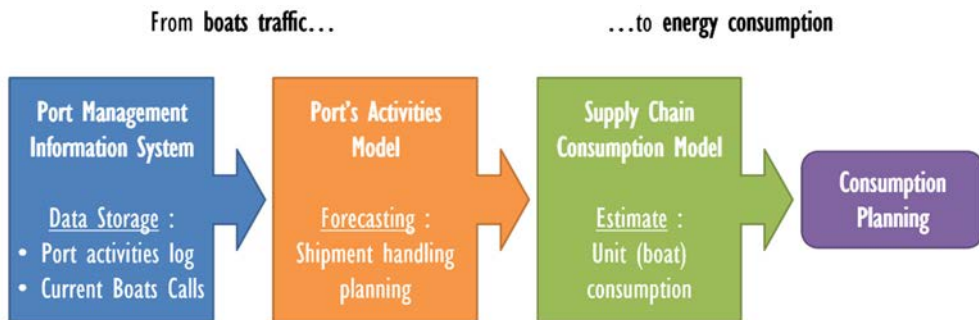 From boats traffic…
…to energy consumption
Port Management
Information System
Data Storage :
• Port activities log
• Current Boats Calls
Port's Activities
Model
Forecasting :
Shipment handling
planning
Supply Chain
Consumption Model
Estimate :
Unit (boat)
consumption
Consumption
Planning